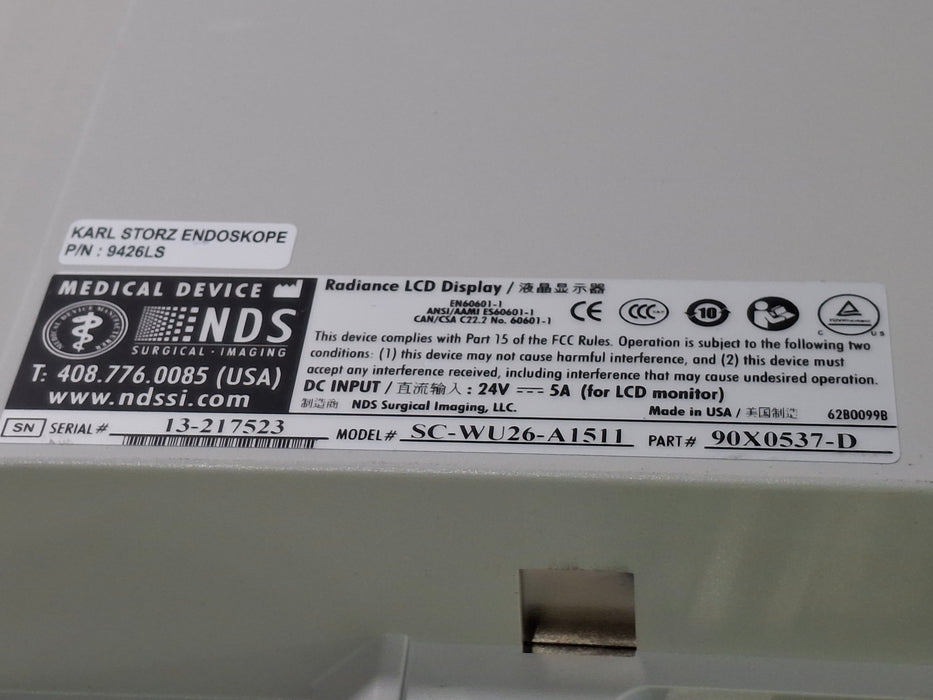 KARL STORZ ENDOSKOPE
P/N : 9426LS
MEDICAL DEVICE
NDS
SURGICAL · IMAGING
T: 408.776.0085 (USA)
www.ndssi.com
Radiance LCD Display / 液晶显示器
EN60601-1
ANSI/AAMI ES60601-1
CAN/CSA C22.2 No. 60601-1
CE
CCC
10
C US
This device complies with Part 15 of the FCC Rules. Operation is subject to the following two
conditions: (1) this device may not cause harmful interference, and (2) this device must
accept any interference received, including interference that may cause undesired operation.
DC INPUT / 直流输入 : 24V 5A (for LCD monitor)
制造商 NDS Surgical Imaging, LLC.
Made in USA / 美国制造 62B0099B
SN SERIAL# 13-217523 MODEL# SC-WU26-A1511 PART# 90X0537-D